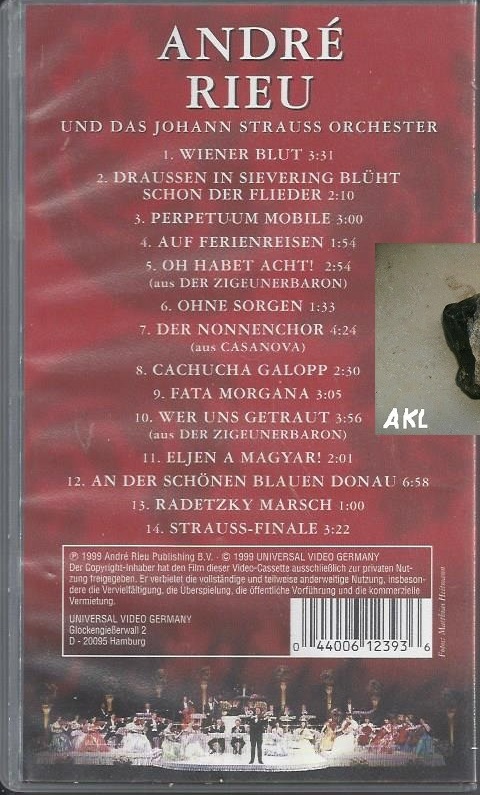 ANDRÉ
RIEU
UND DAS JOHANN STRAUSS ORCHESTER
1. WIENER BLUT 3:31
2. DRAUSSEN IN SIEVERING BLÜHT
SCHON DER FLIEDER 2:10
3. PERPETUUM MOBILE 3:00
4. AUF FERIENREISEN 1:54
5. OH HABET ACHT! 2:54
(aus DER ZIGEUNERBARON)
6. OHNE SORGEN 1:33
7. DER NONNENCHOR 4:24
(aus CASANOVA)
8. CACHUCHA GALOPP 2:30
9. FATA MORGANA 3:05
10. WER UNS GETRAUT 3:56
(aus DER ZIGEUNERBARON)
AKL
11. ELJEN A MAGYAR! 2:01
12. AN DER SCHÖNEN BLAUEN DONAU 6:58
13. RADETZKY MARSCH 1:00
14. STRAUSS-FINALE 3:22
℗ 1999 André Rieu Publishing B.V. · © 1999 UNIVERSAL VIDEO GERMANY
Der Copyright-Inhaber hat den Film dieser Video-Cassette ausschließlich zur privaten Nut-
zung freigegeben. Er verbietet die vollständige und teilweise anderweitige Nutzung, insbeson-
dere die Vervielfältigung, die Überspielung, die öffentliche Vorführung und die kommerzielle
Vermietung.
UNIVERSAL VIDEO GERMANY
Glockengießerwall 2
D - 20095 Hamburg
0 44006 12393 6
Foto: Matthias Heitmann